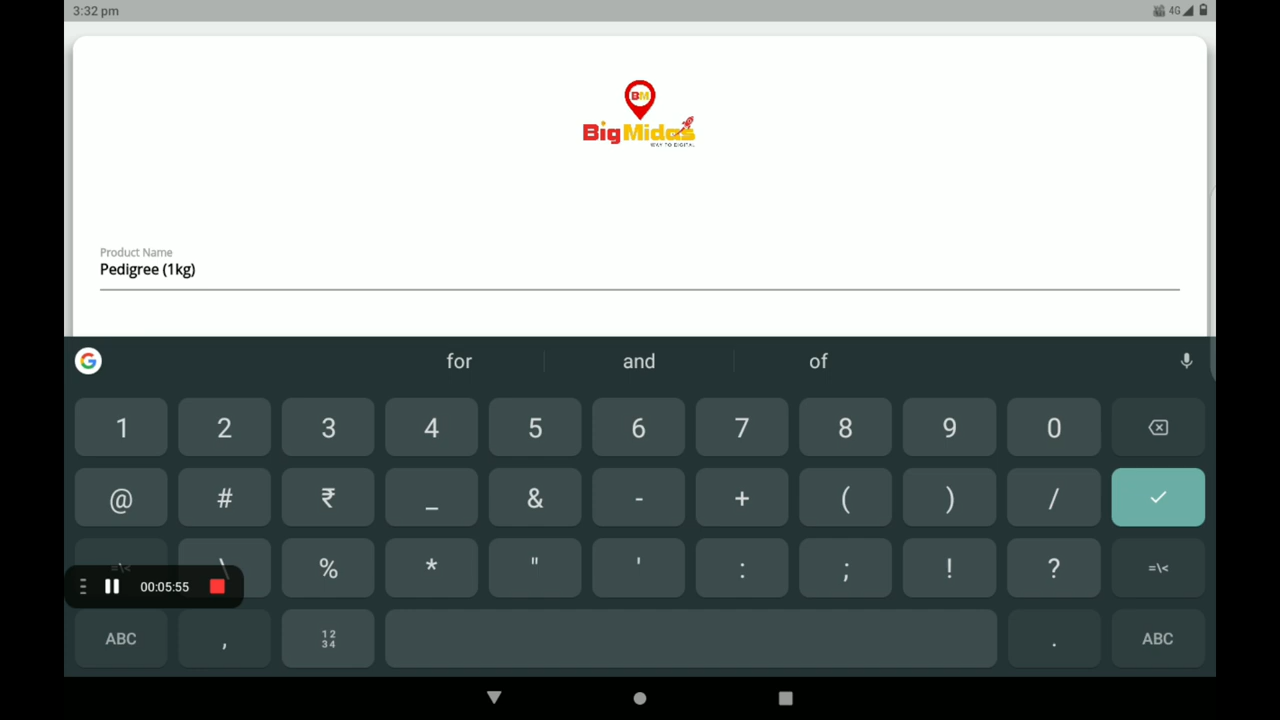 3:32 pm
4G
BM
BigMidas
WAY TO DIGITAL
Product Name
Pedigree (1kg)
for and of
1 2 3 4 5 6 7 8 9 0
@ # ₹ _ & - + ( ) /
=\< \ % * " ' : ; ! ? =\<
00:05:55
ABC , 12 34 . ABC